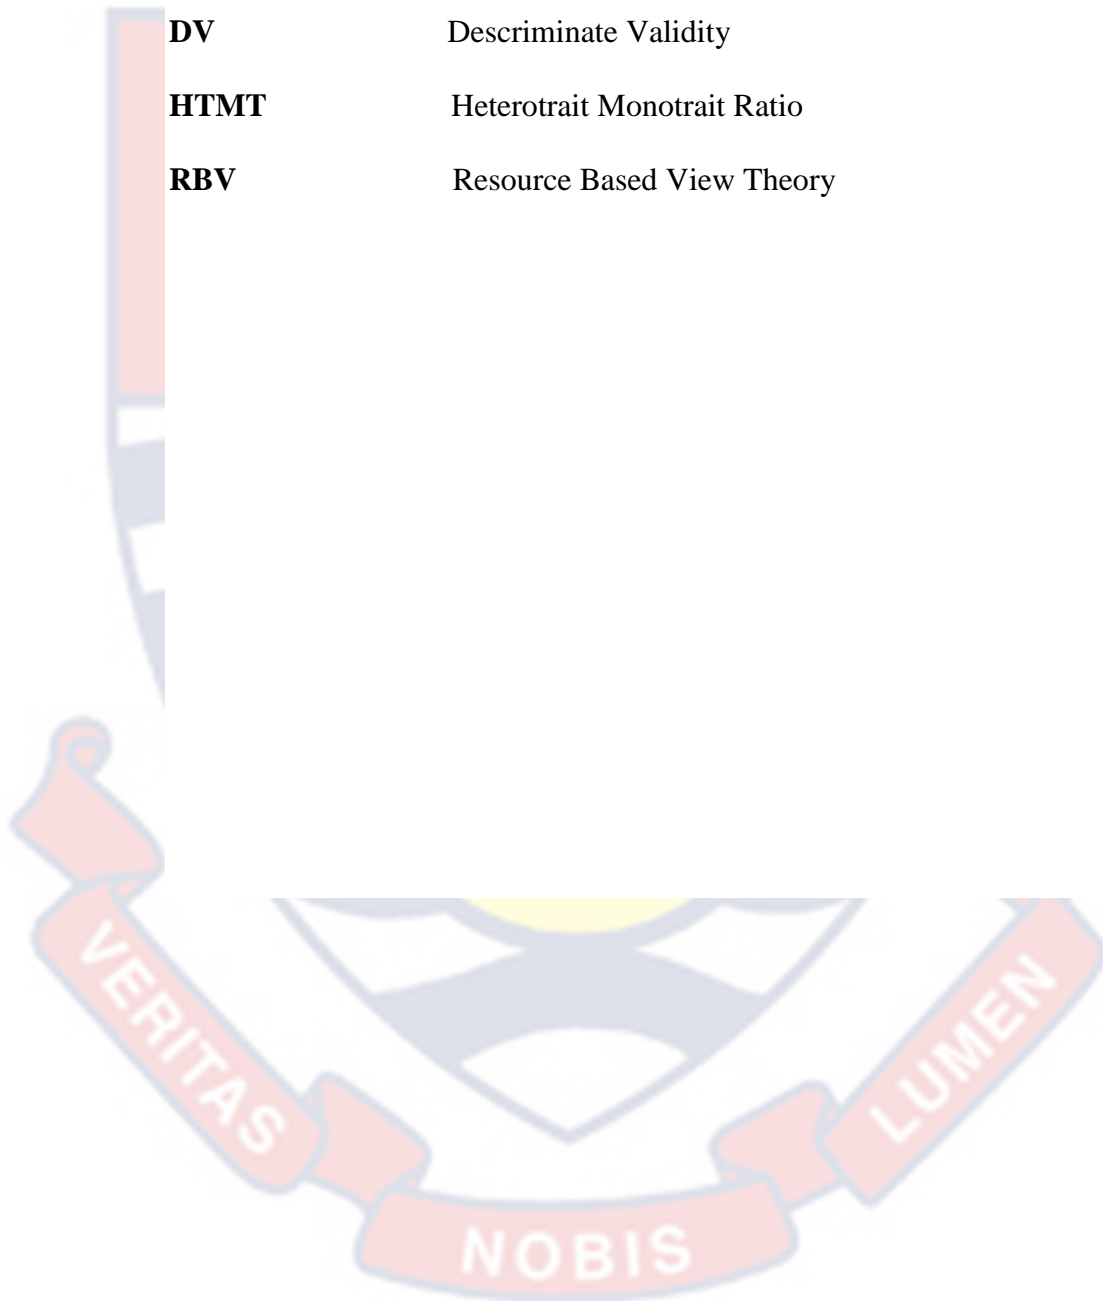 DV Descriminate Validity
HTMT Heterotrait Monotrait Ratio
RBV Resource Based View Theory
VERITAS NOBIS LUMEN